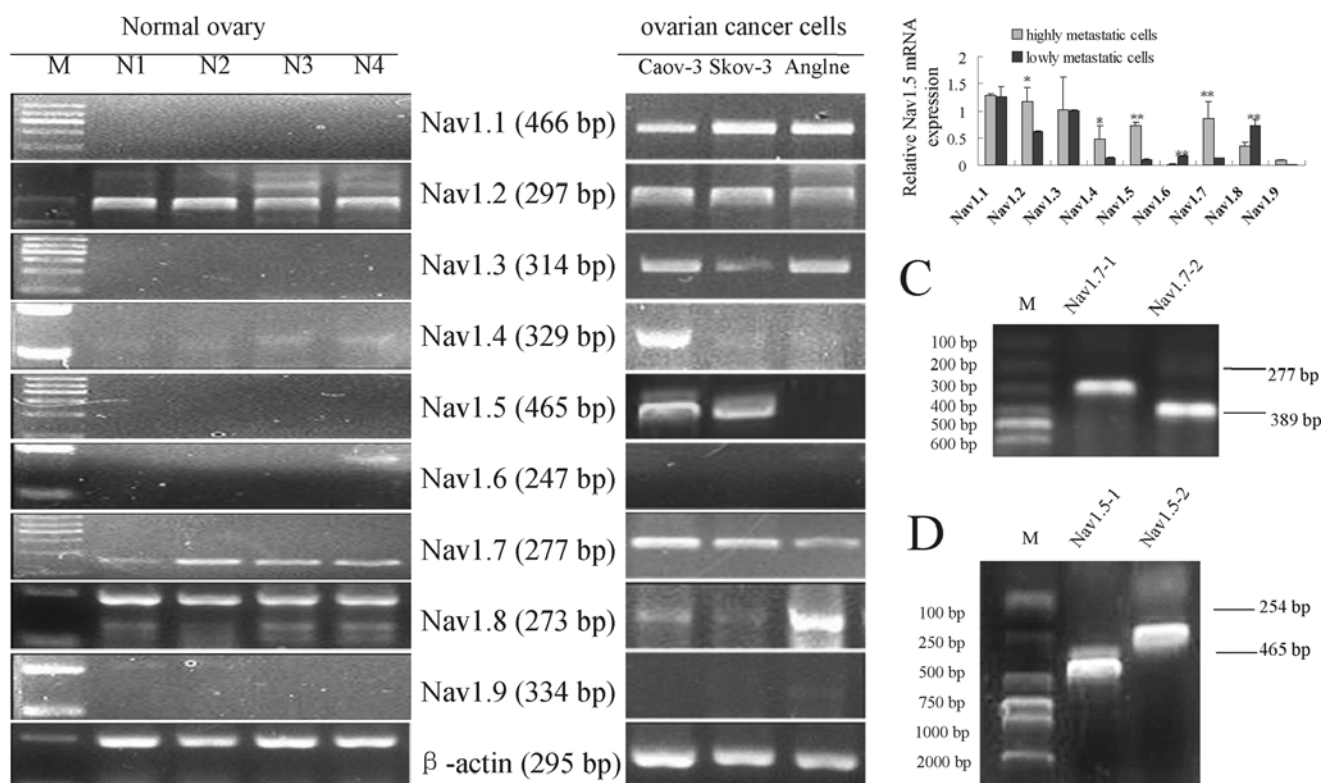 Normal ovary
M N1 N2 N3 N4
ovarian cancer cells
Caov-3 Skov-3 Anglne
Nav1.1 (466 bp)
Nav1.2 (297 bp)
Nav1.3 (314 bp)
Nav1.4 (329 bp)
Nav1.5 (465 bp)
Nav1.6 (247 bp)
Nav1.7 (277 bp)
Nav1.8 (273 bp)
Nav1.9 (334 bp)
β-actin (295 bp)
highly metastatic cells
lowly metastatic cells
Relative Nav1.5 mRNA
expression
2
1.5
1
0.5
0
* * ** ** ** **
Nav1.1 Nav1.2 Nav1.3 Nav1.4 Nav1.5 Nav1.6 Nav1.7 Nav1.8 Nav1.9
C
M Nav1.7-1 Nav1.7-2
100 bp
200 bp
300 bp
400 bp
500 bp
600 bp
277 bp
389 bp
D
M Nav1.5-1 Nav1.5-2
100 bp
250 bp
500 bp
750 bp
1000 bp
2000 bp
254 bp
465 bp